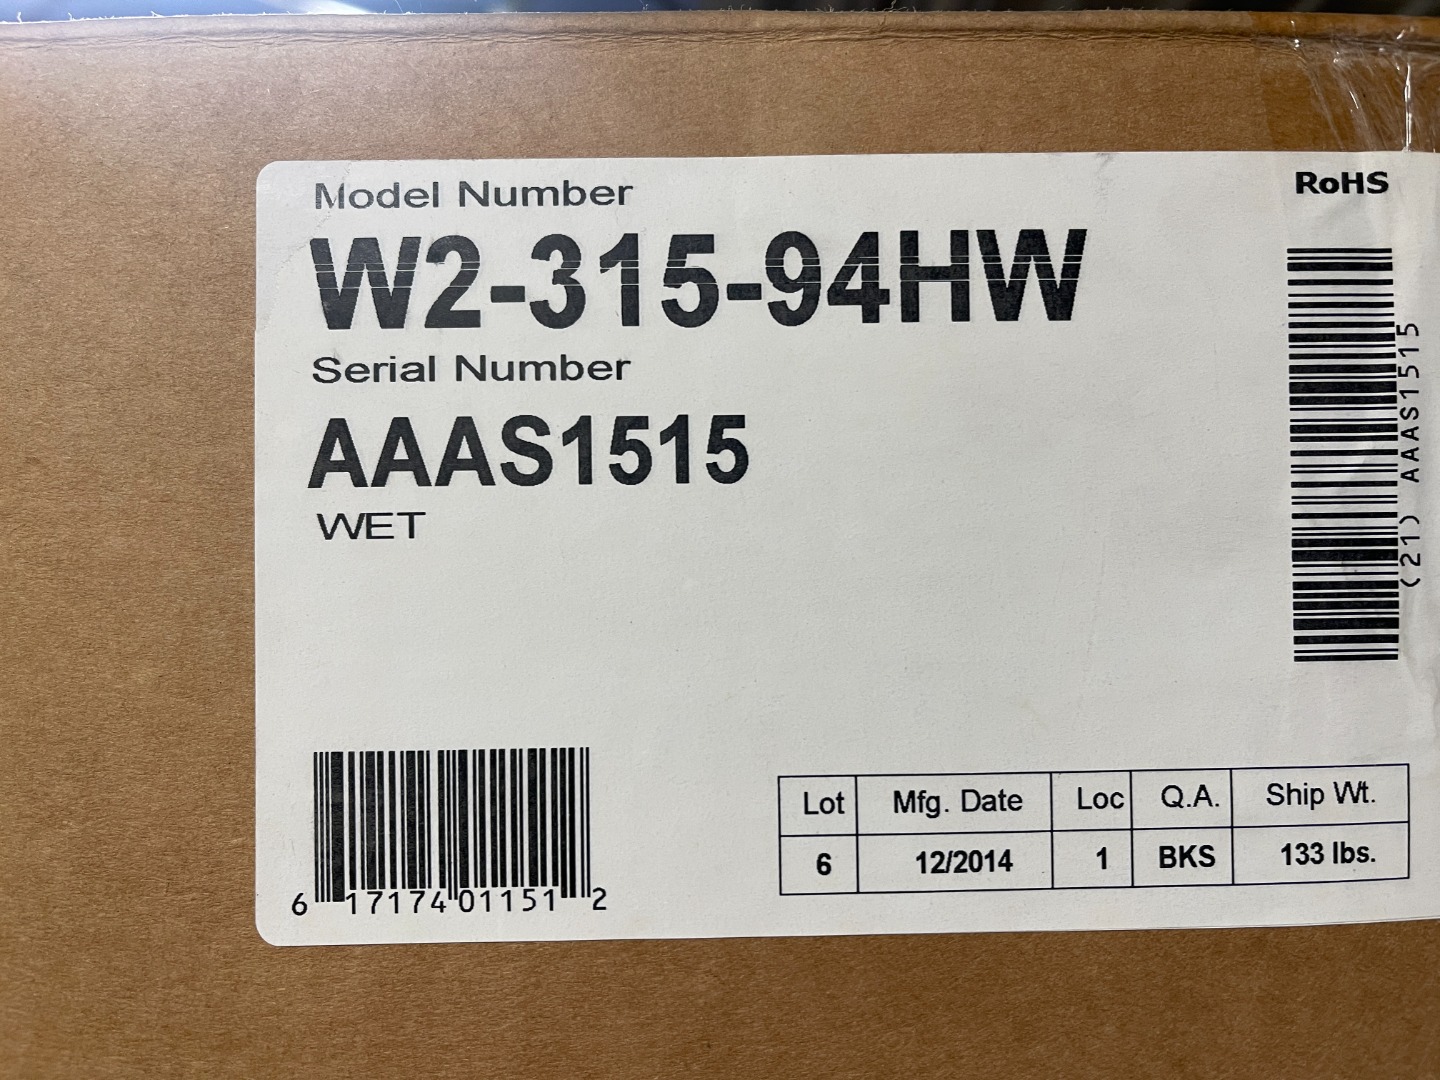 Model Number
RoHS
W2-315-94HW
Serial Number
AAAS1515
WET
(21) AAAS1515
6 17174 01151 2
Lot Mfg. Date Loc Q.A. Ship Wt.
6 12/2014 1 BKS 133 lbs.